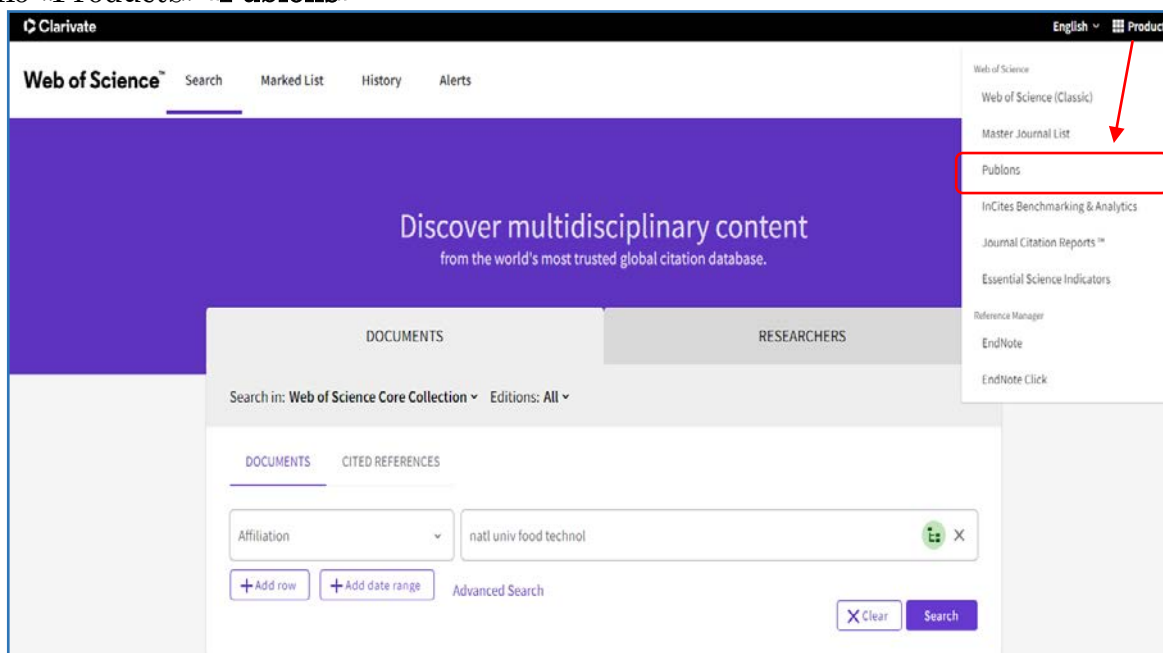 Clarivate
English
Produc
Web of Science™
Search
Marked List
History
Alerts
Web of Science
Web of Science (Classic)
Master Journal List
Publons
InCites Benchmarking & Analytics
Journal Citation Reports ™
Essential Science Indicators
Reference Manager
EndNote
EndNote Click
Discover multidisciplinary content
from the world's most trusted global citation database.
DOCUMENTS
RESEARCHERS
Search in: Web of Science Core Collection Editions: All
DOCUMENTS
CITED REFERENCES
Affiliation
natl univ food technol
+Add row
+Add date range
Advanced Search
X Clear
Search